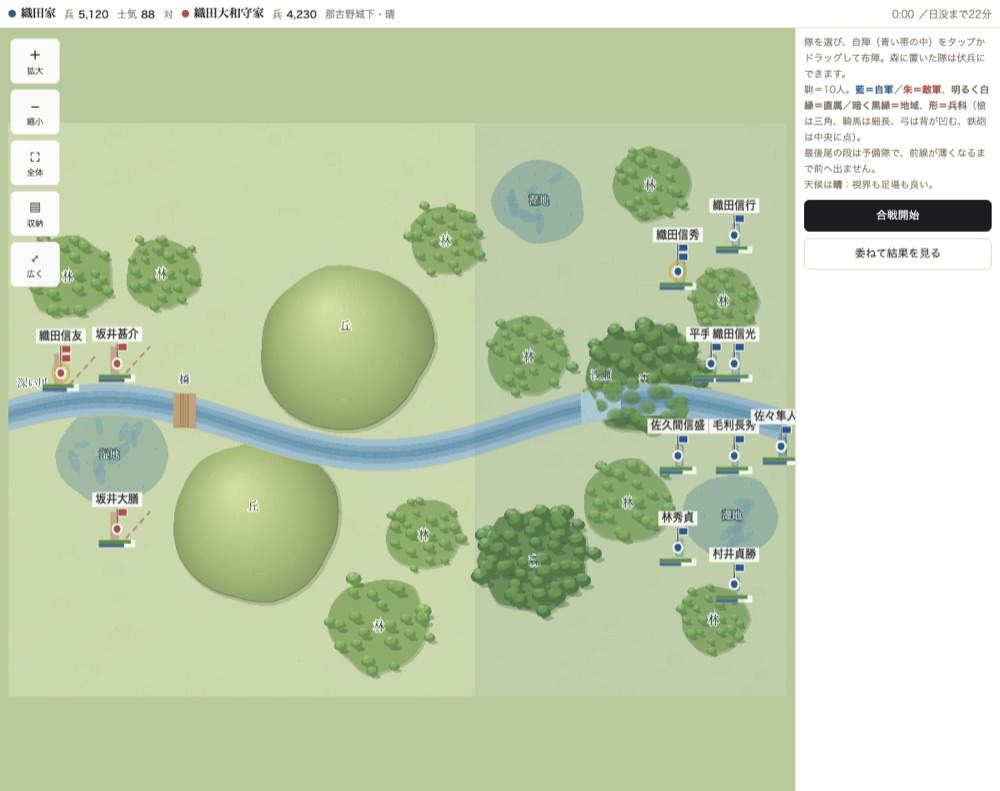 織田家 兵 5,120 士気 88 対 織田大和守家 兵 4,230 那古野城下・晴
0:00 ／日没まで22分
拡大
縮小
全体
収納
広く
隊を選び、自陣（青い帯の中）をタップか
ドラッグして布陣。森に置いた隊は伏兵に
できます。
駒＝10人。藍＝自軍／朱＝敵軍、明るく白
縁＝直属／暗く黒縁＝地域、形＝兵科（槍
は三角、騎馬は細長、弓は背が凹む、鉄砲
は中央に点）。
最後尾の段は予備隊で、前線が薄くなるま
で前へ出ません。
天候は晴：視界も足場も良い。
合戦開始
委ねて結果を見る
林
湿地
織田信行
織田信秀
林
林
林
林
丘
織田信友
坂井甚介
平手
織田信光
林
森
深い川
橋
佐々隼人
佐久間信盛
毛利長秀
湿地
坂井大膳
丘
林
林秀貞
湿地
林
森
村井貞勝
林
林